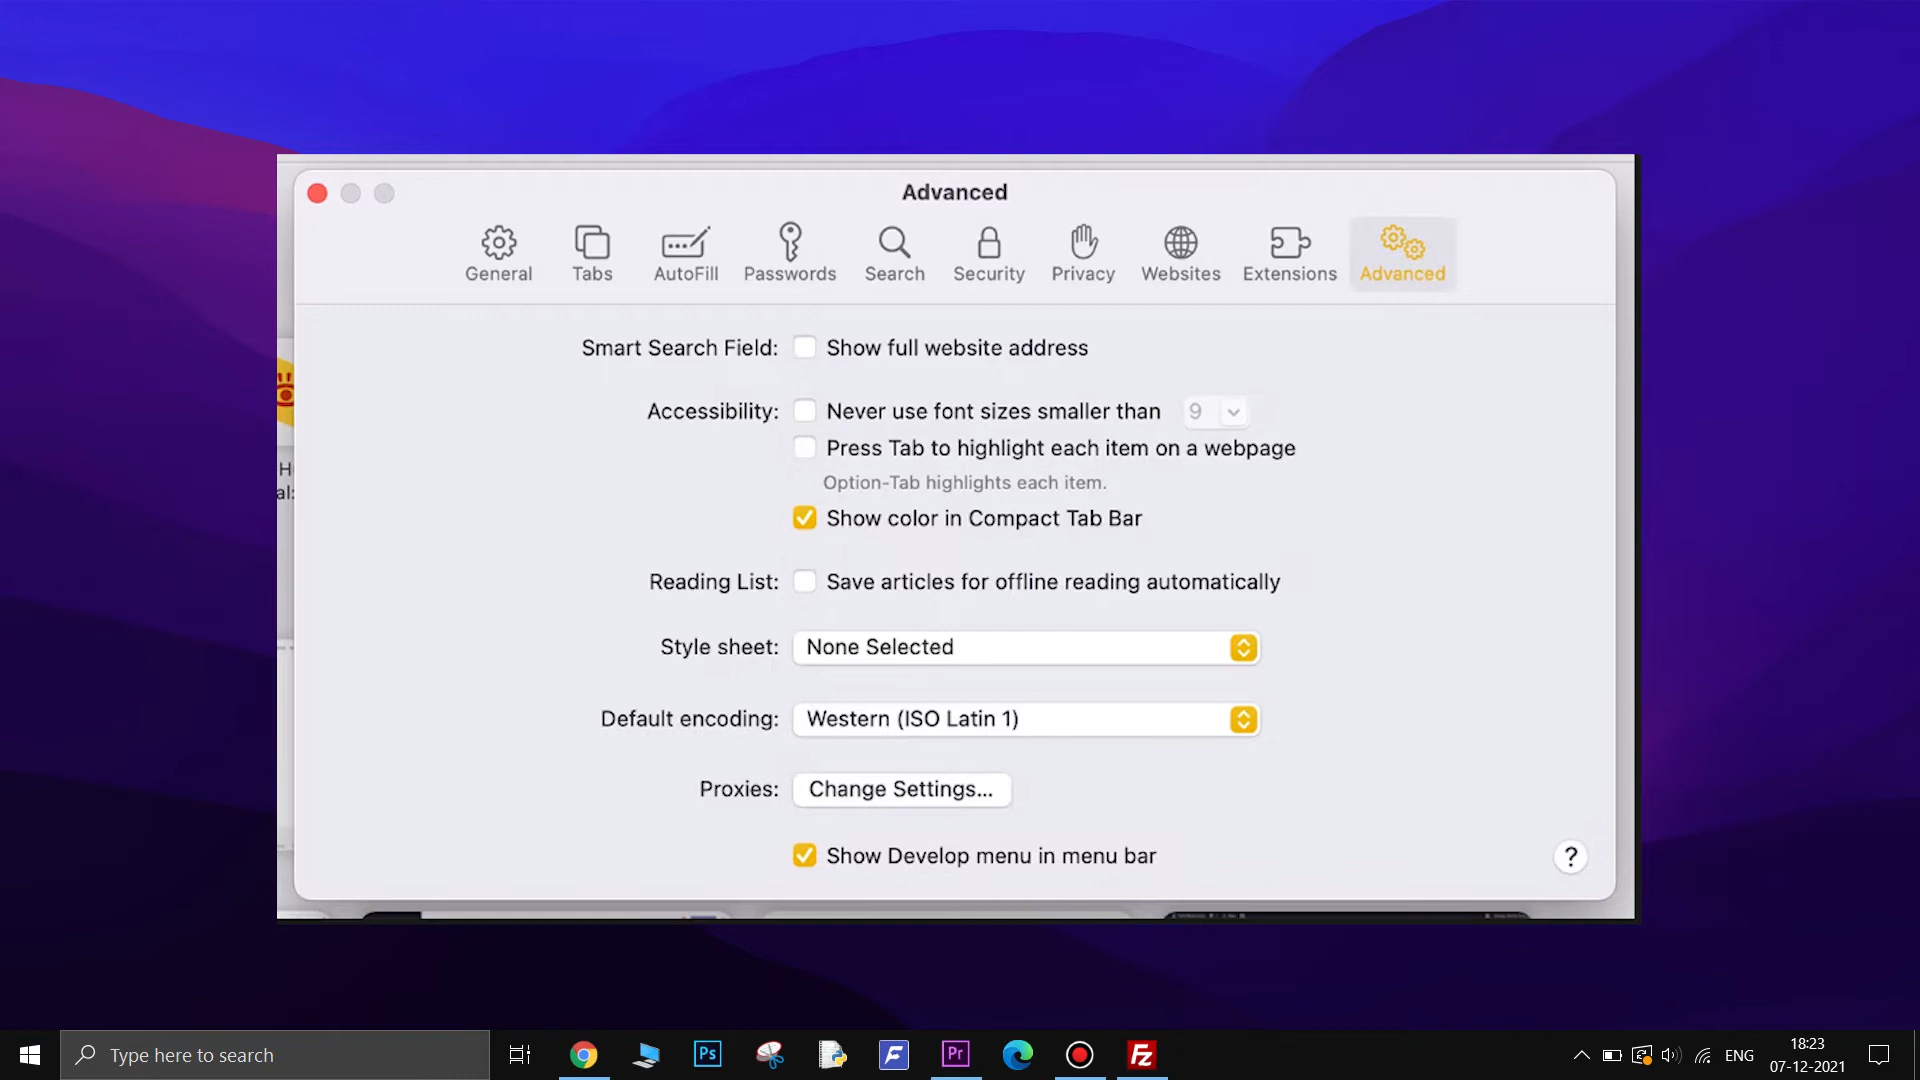 Advanced
General Tabs AutoFill Passwords Search Security Privacy Websites Extensions Advanced
Smart Search Field: Show full website address
Accessibility: Never use font sizes smaller than 9
Press Tab to highlight each item on a webpage
Option-Tab highlights each item.
Show color in Compact Tab Bar
Reading List: Save articles for offline reading automatically
Style sheet: None Selected
Default encoding: Western (ISO Latin 1)
Proxies: Change Settings...
Show Develop menu in menu bar
?
H
al:
Type here to search
Ps
F
Pr
Fz
ENG
18:23
07-12-2021